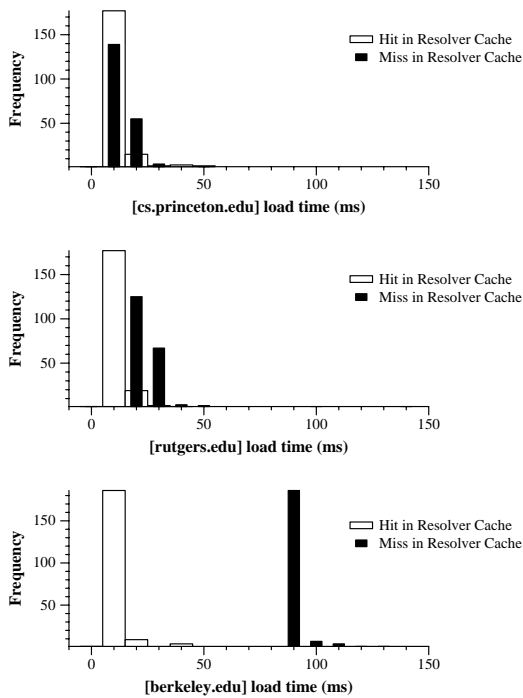 150
100
50
Frequency
Hit in Resolver Cache
Miss in Resolver Cache
0 50 100 150
[cs.princeton.edu] load time (ms)
150
100
50
Frequency
Hit in Resolver Cache
Miss in Resolver Cache
0 50 100 150
[rutgers.edu] load time (ms)
150
100
50
Frequency
Hit in Resolver Cache
Miss in Resolver Cache
0 50 100 150
[berkeley.edu] load time (ms)